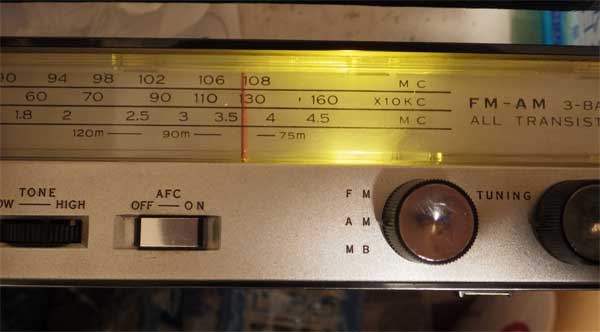 90 94 98 102 106 108 MC
60 70 90 110 130 160 X10KC FM-AM 3-BA
1.8 2 2.5 3 3.5 4 4.5 MC ALL TRANSIST
120m 90m 75m
TONE
OW HIGH
AFC
OFF ON
FM
AM
MB
TUNING